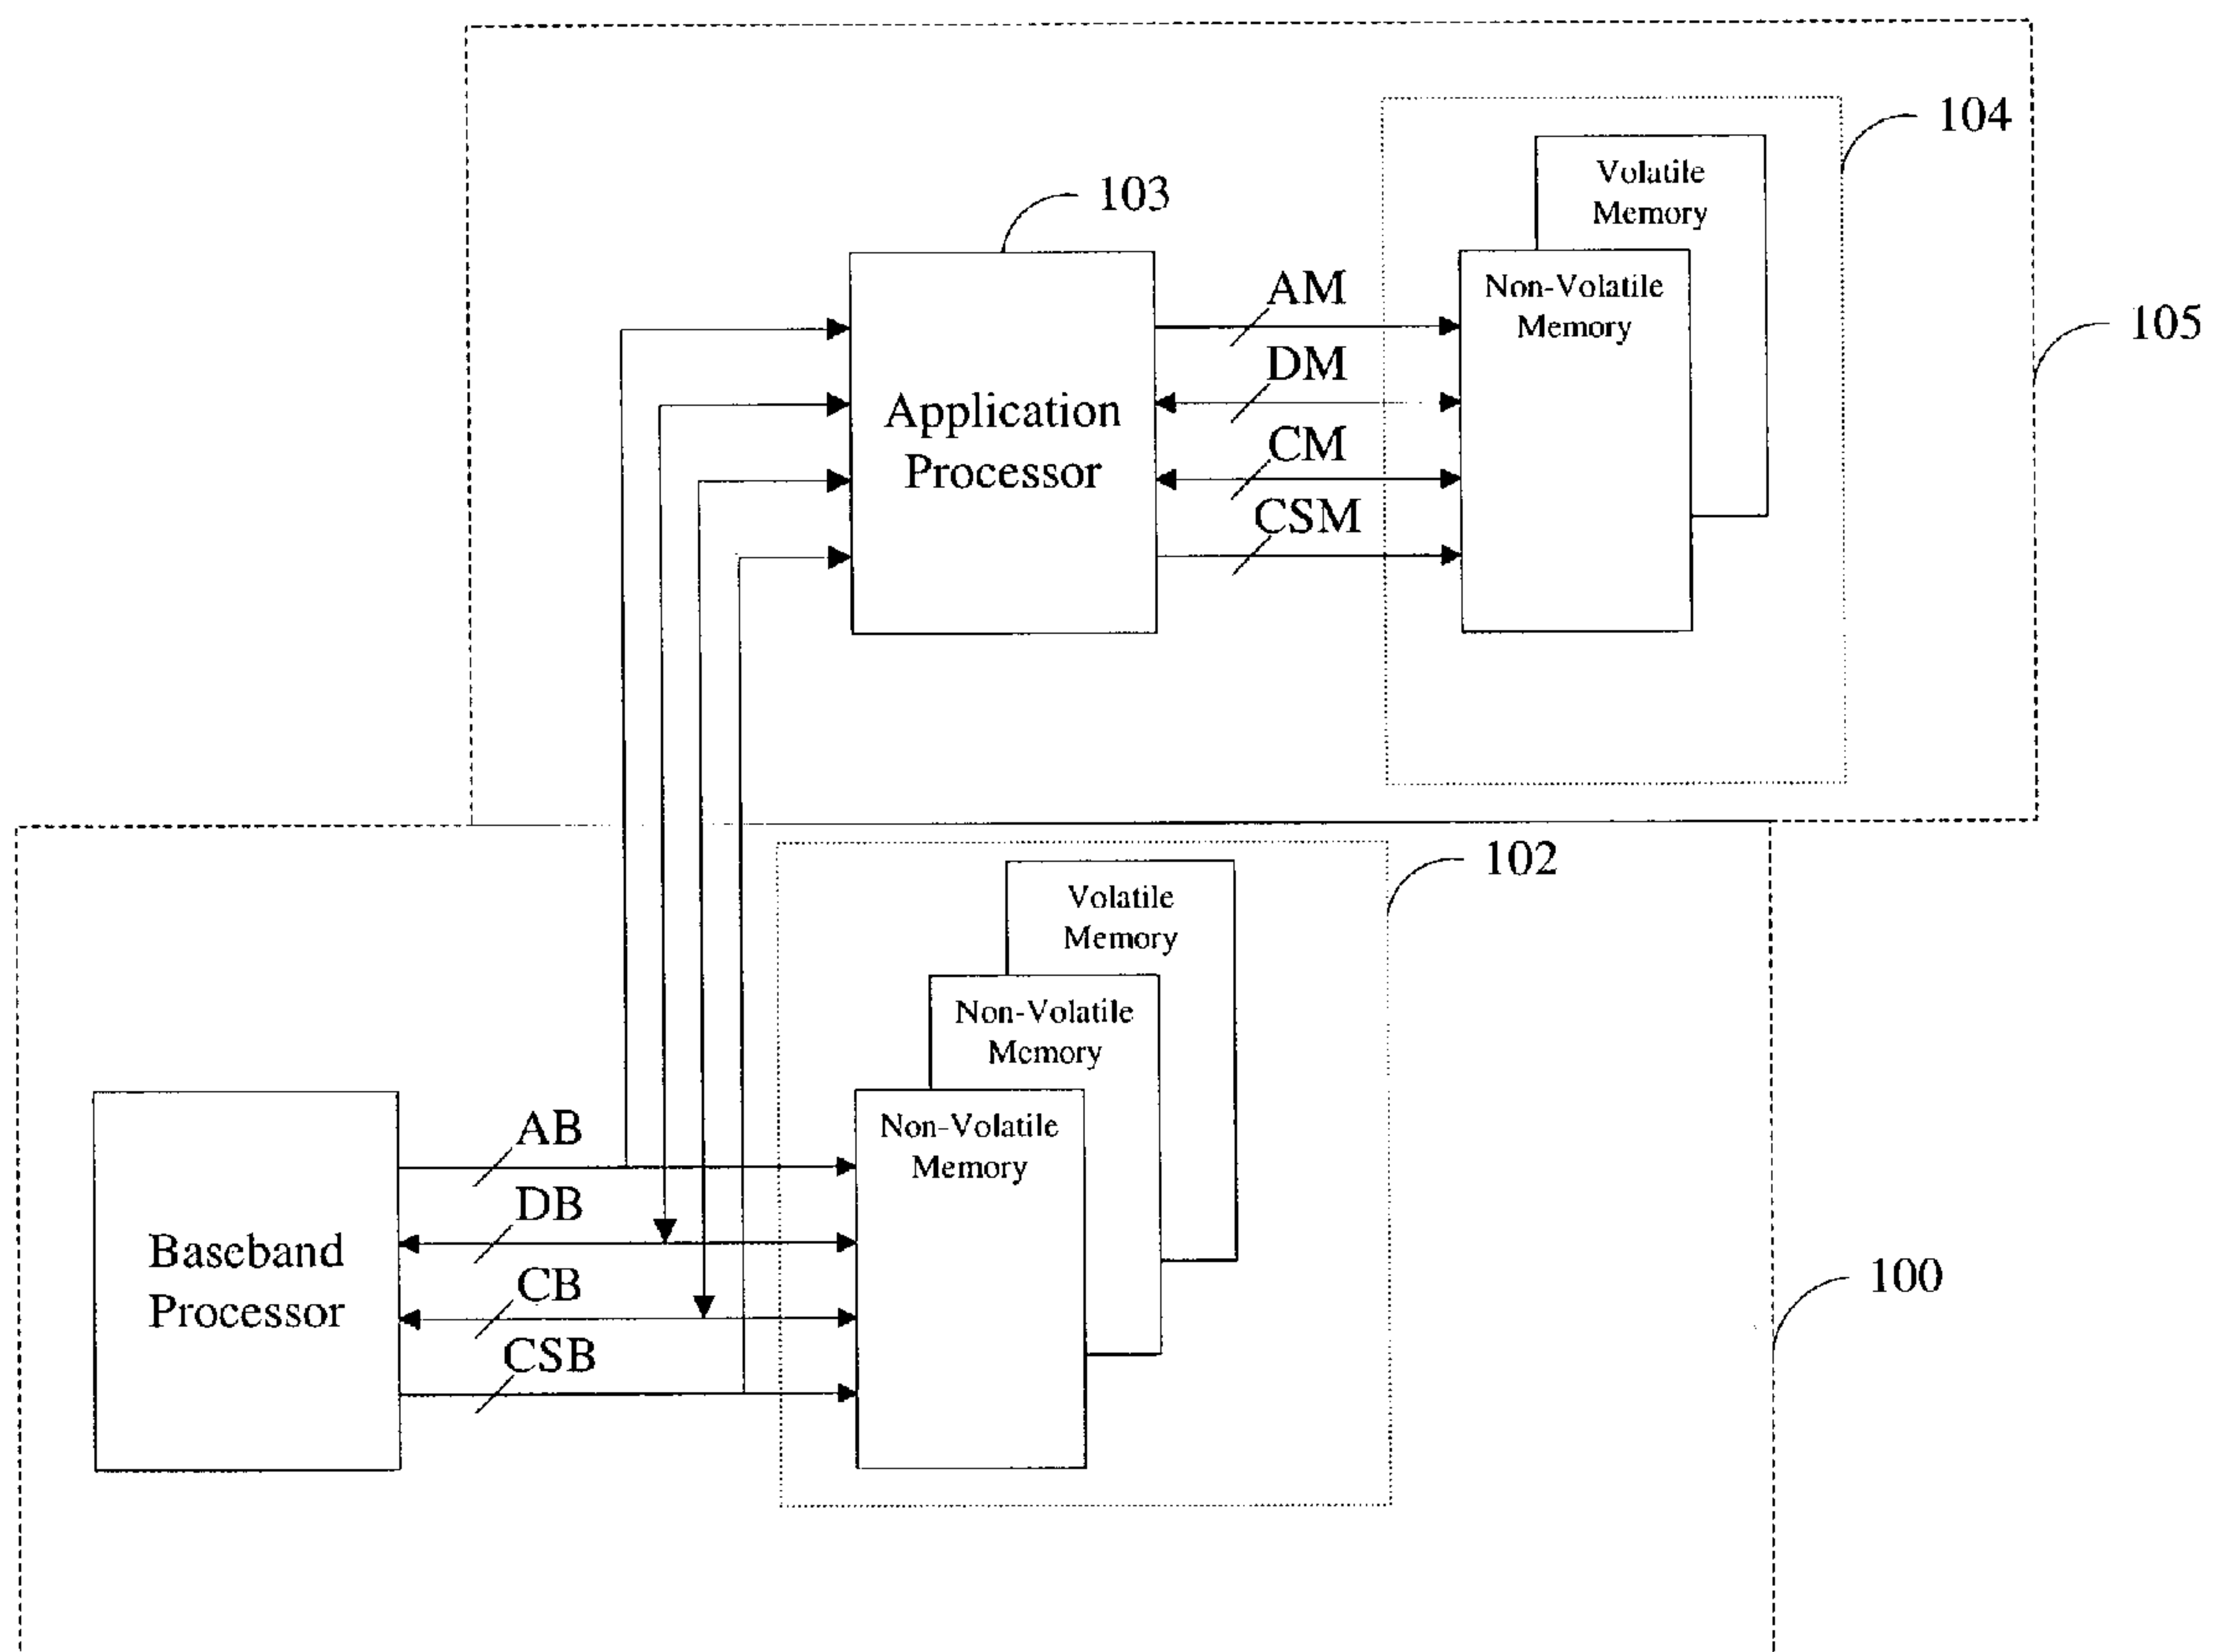 104
Volatile
Memory
103
Non-Volatile
Memory
AM
105
DM
Application
Processor
CM
CSM
102
Volatile
Memory
Non-Volatile
Memory
Non-Volatile
Memory
AB
DB
Baseband
Processor
CB
100
CSB